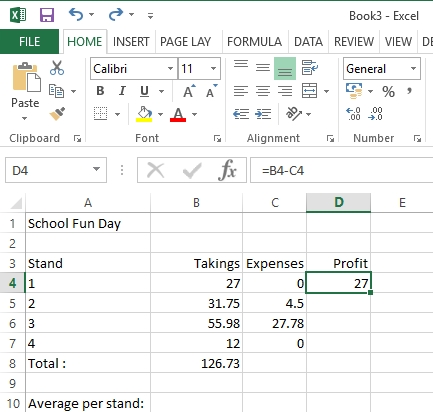 Book3 - Excel
FILE HOME INSERT PAGE LAY FORMULA DATA REVIEW VIEW DE
Calibri 11 General
Paste B I U A A % ,
A .00 .0
Clipboard Font Alignment Number
D4 fx =B4-C4
A B C D E
1 School Fun Day
2
3 Stand Takings Expenses Profit
4 1 27 0 27
5 2 31.75 4.5
6 3 55.98 27.78
7 4 12 0
8 Total : 126.73
9
10 Average per stand: